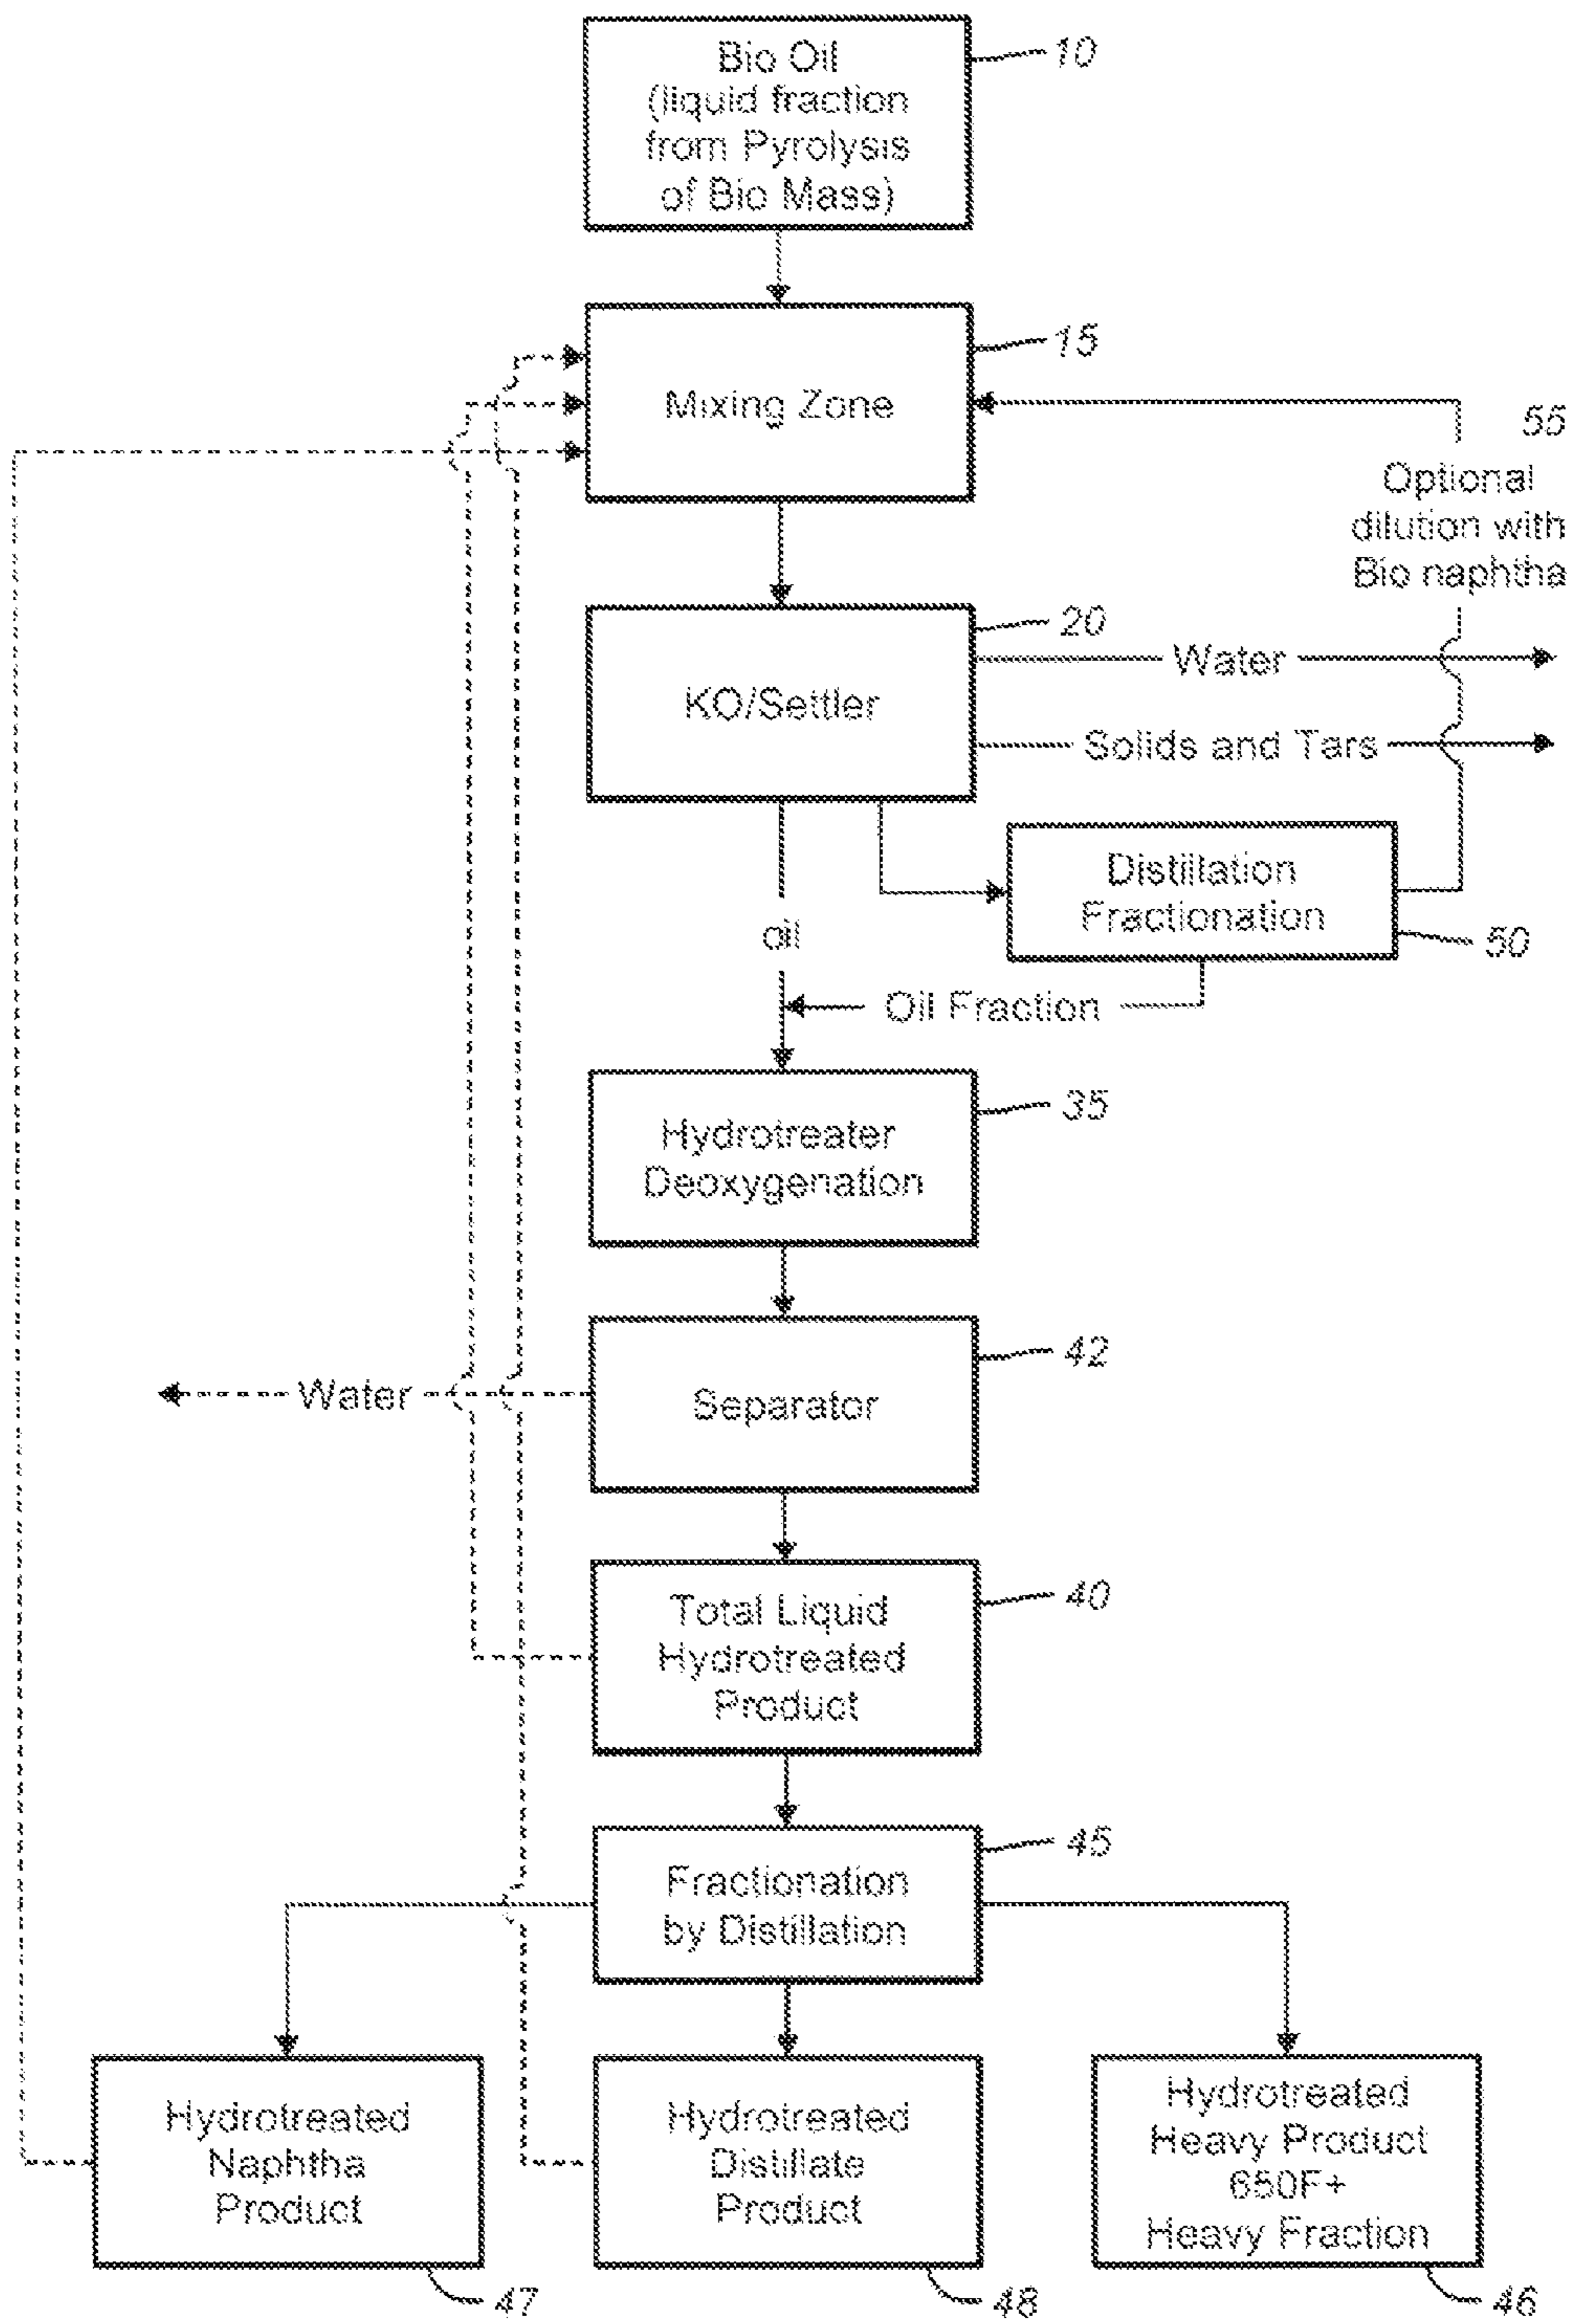 Bio Oil
(liquid fraction
from Pyrolysis
of Bio Mass)
10
Mixing Zone
15
55
Optional
dilution with
Bio naphtha
KO/Settler
20
Water
Solids and Tars
Distillation
Fractionation
50
oil
Oil Fraction
Hydrotreater
Deoxygenation
35
Separator
42
Water
Total Liquid
Hydrotreated
Product
40
Fractionation
by Distillation
45
Hydrotreated
Naphtha
Product
47
Hydrotreated
Distillate
Product
48
Hydrotreated
Heavy Product
650F+
Heavy Fraction
46